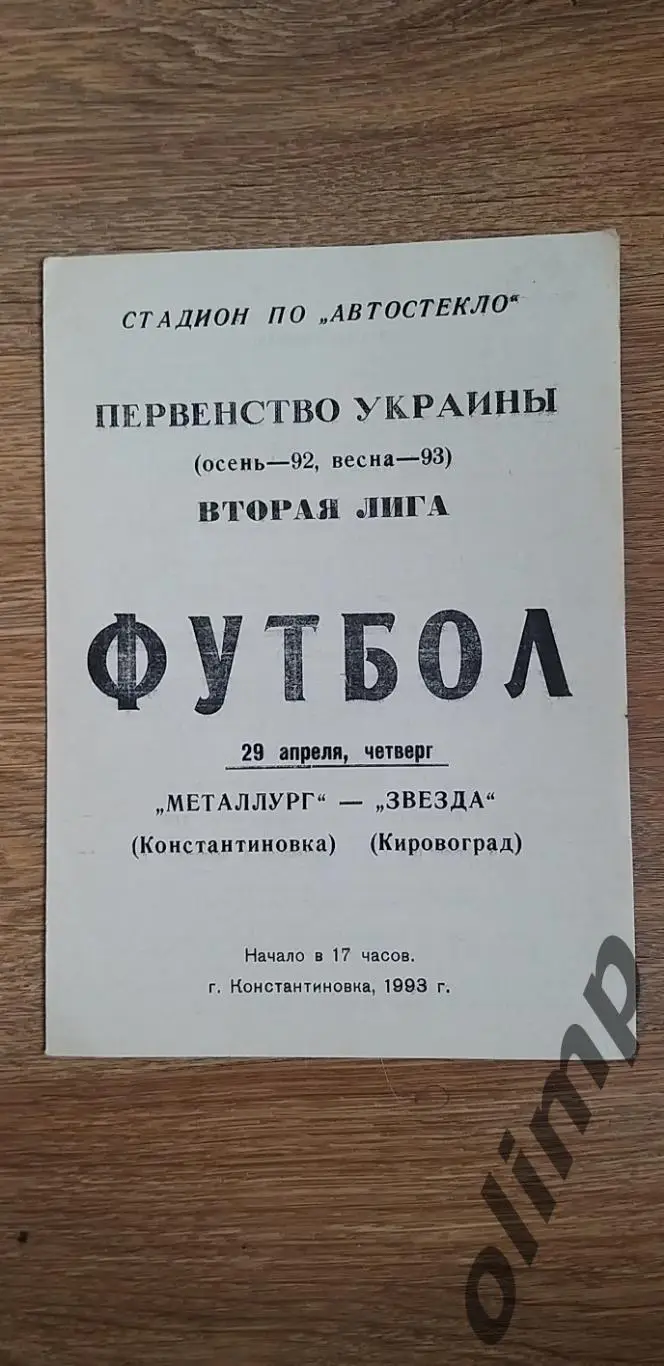 СТАДИОН ПО „АВТОСТЕКЛО“
ПЕРВЕНСТВО УКРАИНЫ
(осень—92, весна—93)
ВТОРАЯ ЛИГА
ФУТБОЛ
29 апреля, четверг
„МЕТАЛЛУРГ“ — „ЗВЕЗДА“
(Константиновка) (Кировоград)
Начало в 17 часов.
г. Константиновка, 1993 г.
olimp